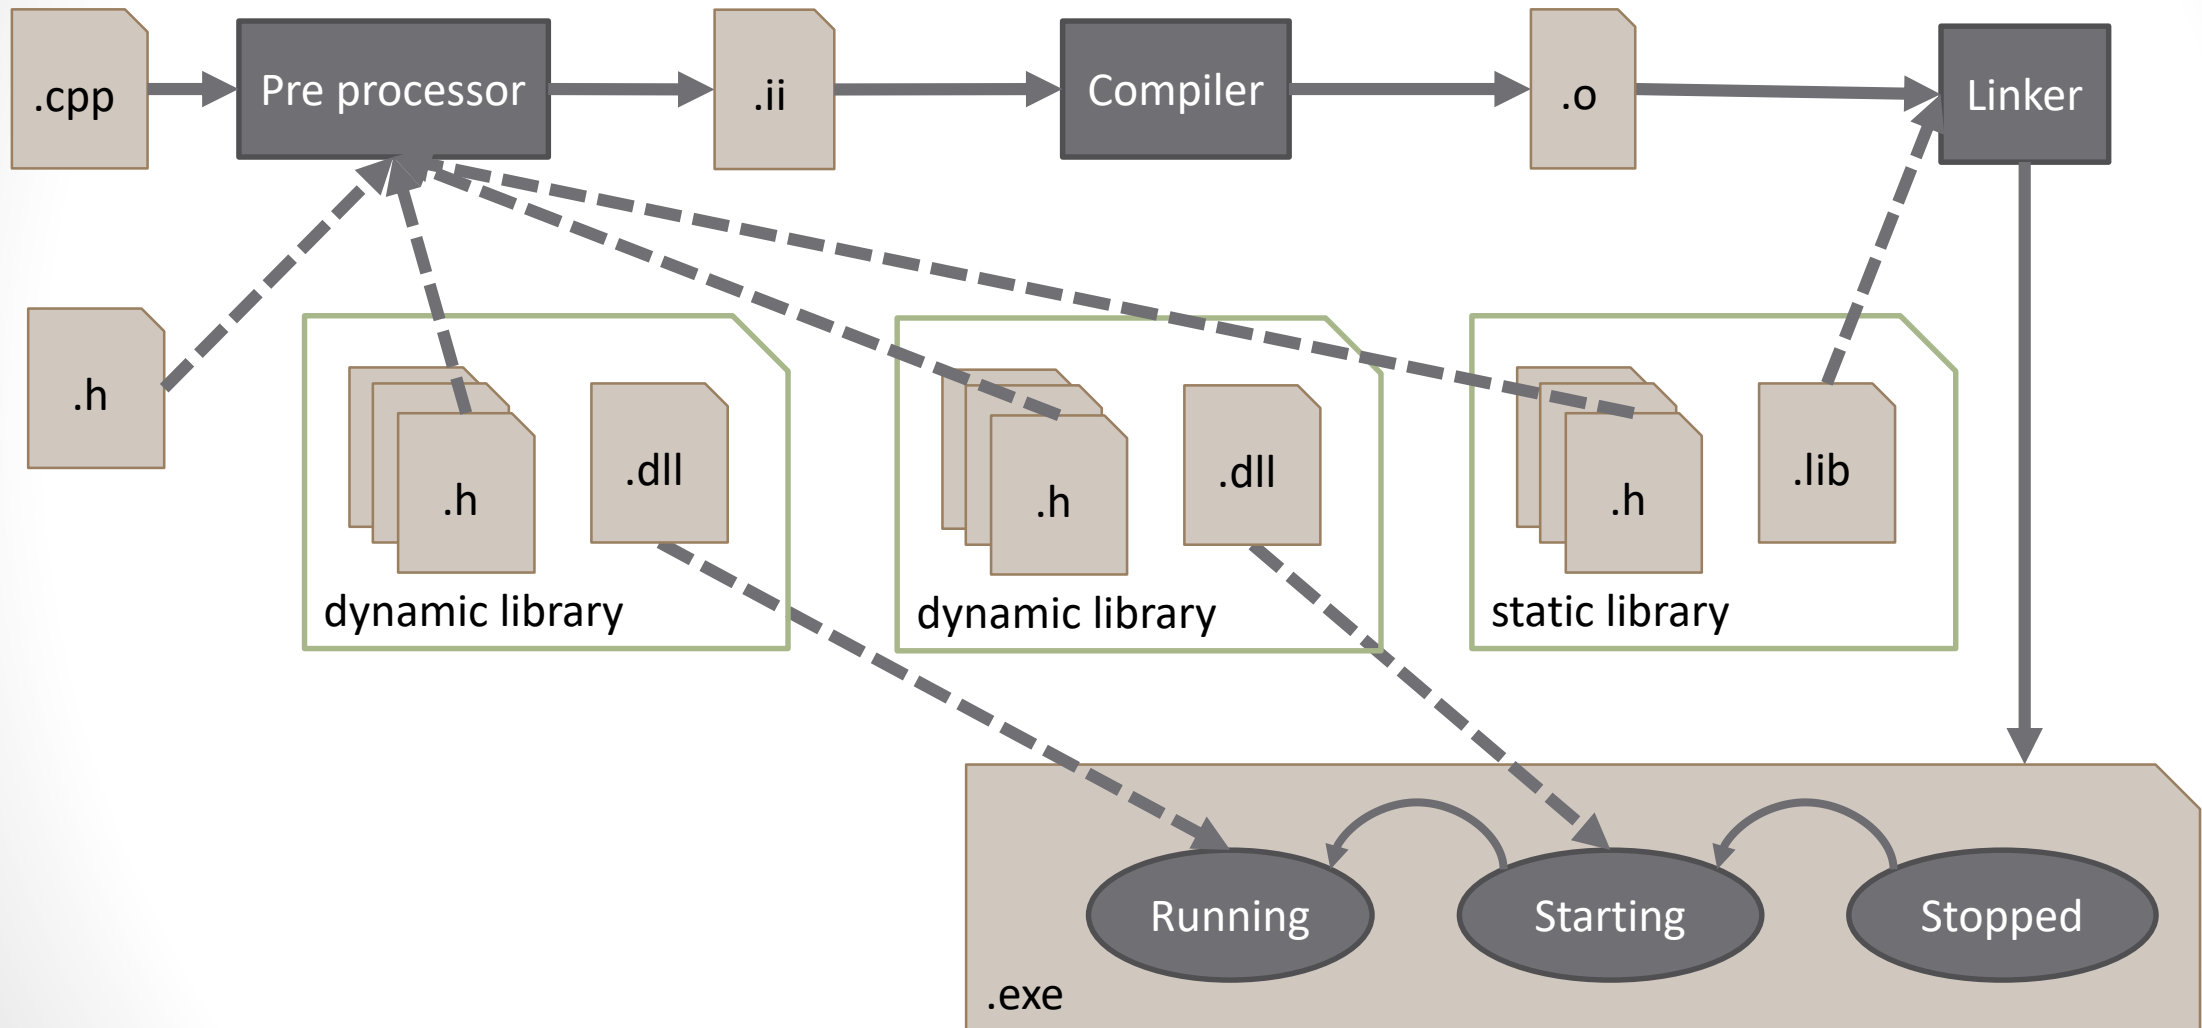 .cpp
Pre processor
.ii
Compiler
.o
Linker
.h
.h
.dll
dynamic library
.h
.dll
dynamic library
.h
.lib
static library
Running
Starting
Stopped
.exe